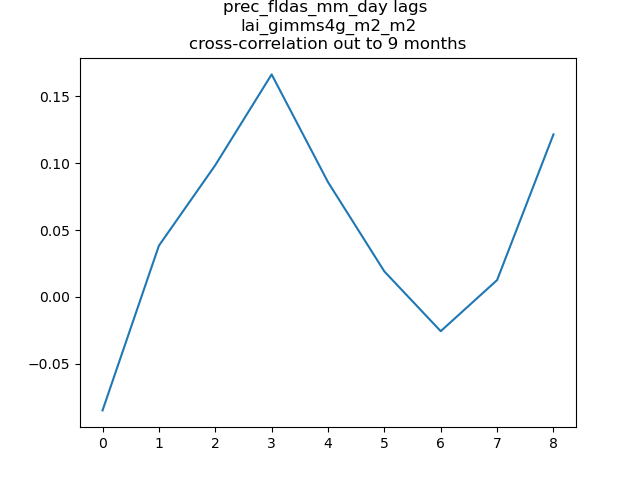 prec_fldas_mm_day lags
lai_gimms4g_m2_m2
cross-correlation out to 9 months
0.15
0.10
0.05
0.00
−0.05
0 1 2 3 4 5 6 7 8